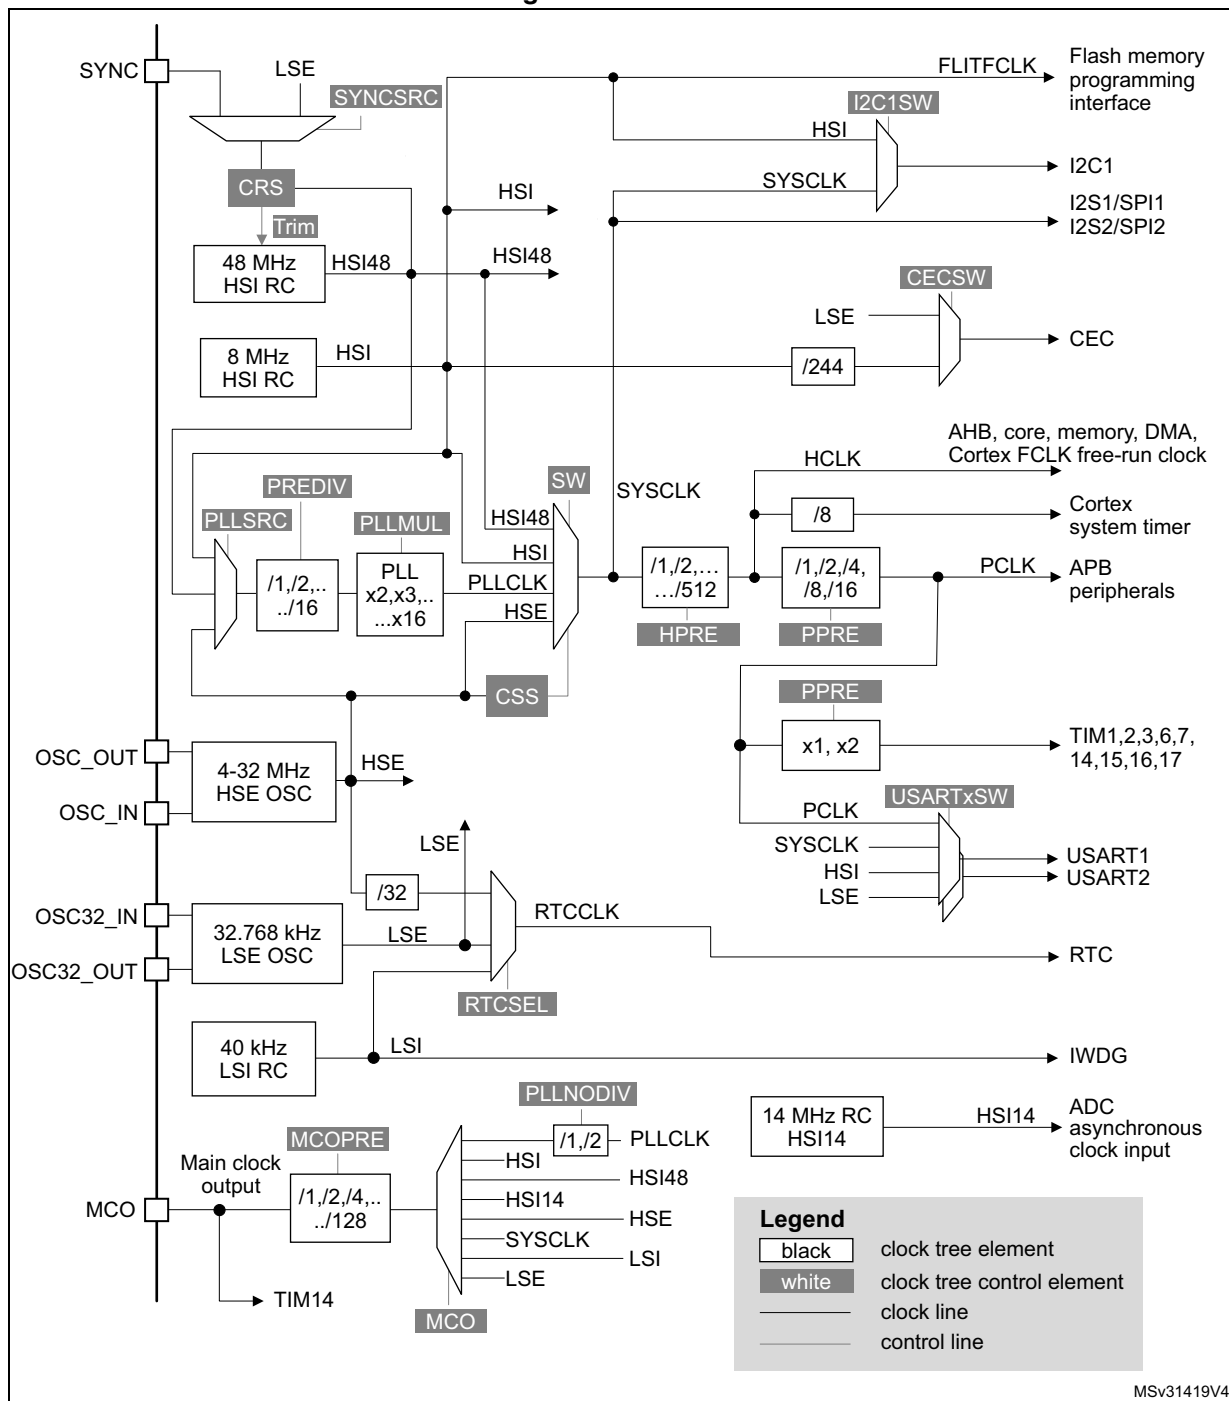 SYNC
LSE
SYNCSRC
CRS
Trim
48 MHz
HSI RC
HSI48
HSI
HSI48
8 MHz
HSI RC
HSI
FLITFCLK
Flash memory
programming
interface
I2C1SW
HSI
SYSCLK
I2C1
I2S1/SPI1
I2S2/SPI2
CECSW
LSE
/244
CEC
AHB, core, memory, DMA,
Cortex FCLK free-run clock
HCLK
/8
Cortex
system timer
PLLSRC
PREDIV
/1,/2,..
../16
PLLMUL
PLL
x2,x3,..
...x16
SW
HSI48
HSI
PLLCLK
HSE
SYSCLK
CSS
/1,/2,…
…/512
HPRE
/1,/2,/4,
/8,/16
PPRE
PCLK
APB
peripherals
PPRE
x1, x2
TIM1,2,3,6,7,
14,15,16,17
USARTxSW
PCLK
SYSCLK
HSI
LSE
USART1
USART2
OSC_OUT
OSC_IN
4-32 MHz
HSE OSC
HSE
LSE
/32
OSC32_IN
OSC32_OUT
32.768 kHz
LSE OSC
LSE
RTCCLK
RTC
RTCSEL
40 kHz
LSI RC
LSI
IWDG
14 MHz RC
HSI14
HSI14
ADC
asynchronous
clock input
PLLNODIV
/1,/2
PLLCLK
HSI
HSI48
HSI14
HSE
SYSCLK
LSI
LSE
MCO
MCOPRE
/1,/2,/4,..
../128
Main clock
output
MCO
TIM14
Legend
black
clock tree element
white
clock tree control element
clock line
control line
MSv31419V4